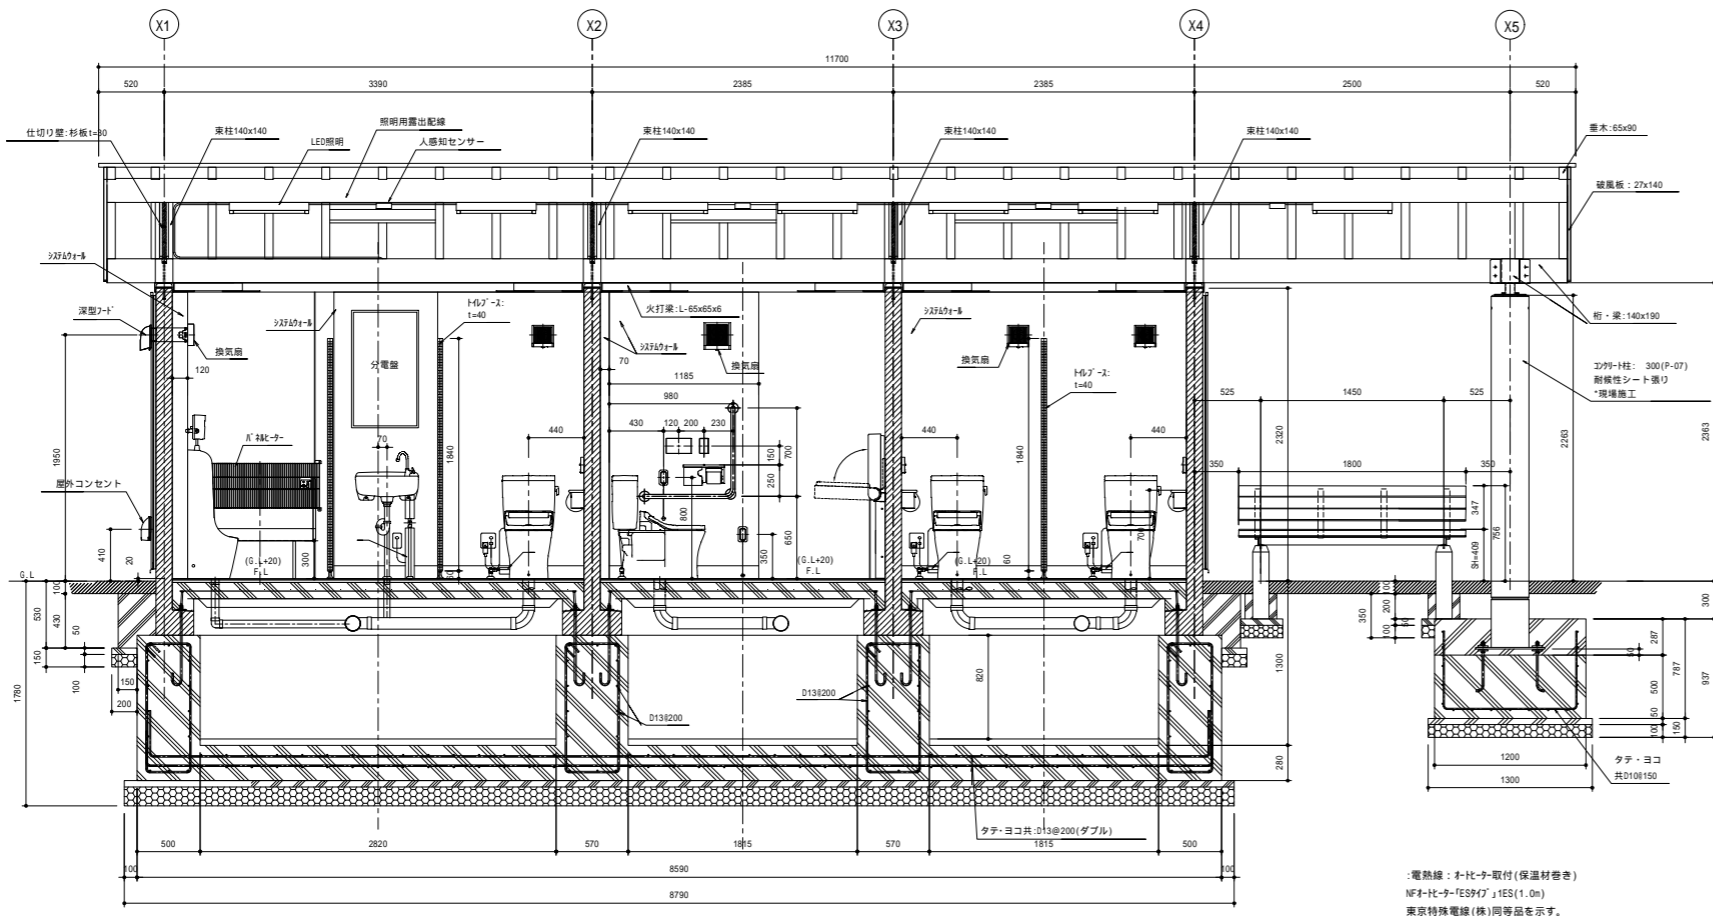 X1
X2
X3
X4
X5
11700
520
3390
2385
2385
2500
520
仕切り壁:杉板t=30
束柱140x140
LED照明
照明用露出配線
人感知センサー
束柱140x140
束柱140x140
束柱140x140
垂木:65x90
破風板:27x140
システムウォール
深型フード
換気扇
120
システムウォール
分電盤
トイレブース:
t=40
火打梁:L-65x65x6
システムウォール
70
換気扇
1185
980
システムウォール
換気扇
トイレブース:
t=40
桁・梁:140x190
コンクリート柱: 300(P-07)
耐候性シート張り
*現場施工
525
1450
525
2320
2263
2363
1950
パネルヒーター
70
1840
440
430
120
200
230
150
250
700
440
1840
440
350
1800
350
347
756
SH=409
屋外コンセント
410
20
G.L
300
(G.L+20)
F.L
60
800
350
650
(G.L+20)
F.L
60
(G.L+20)
F.L
700
100
530
430
50
150
100
1780
150
200
D13@200
D13@200
820
1300
280
350
100
200
50
100
300
287
50
787
937
500
50
100
150
1200
1300
タテ・ヨコ
共D10@150
タテ・ヨコ共:D13@200(ダブル)
500
2820
570
1815
570
1815
500
100
8590
100
8790
:電熱線:オートヒーター取付(保温材巻き)
NFオートヒーター「ESタイプ」1ES(1.0m)
東京特殊電線(株)同等品を示す。